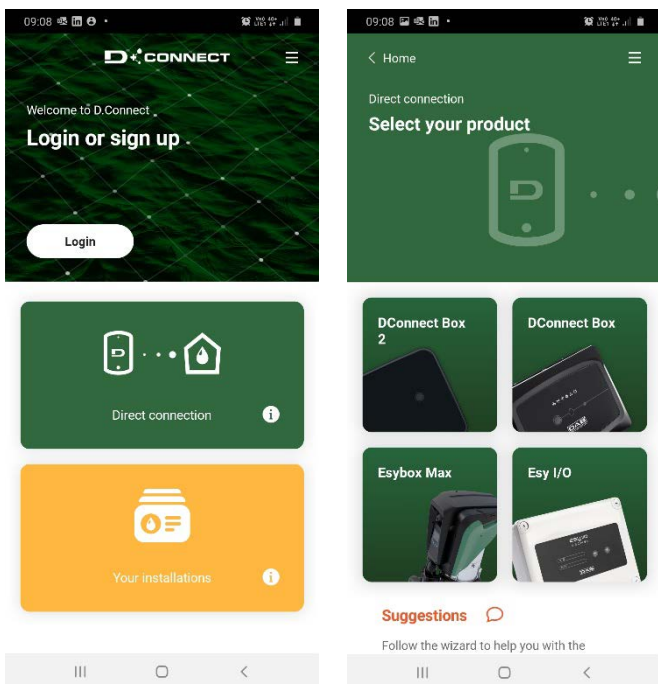 09:08
D+CONNECT
Welcome to D.Connect
Login or sign up
Login
D
Direct connection
Your installations
09:08
Home
Direct connection
Select your product
D
DConnect Box
2
DConnect Box
DAB
Esybox Max
Esy I/O
DAB
Suggestions
Follow the wizard to help you with the